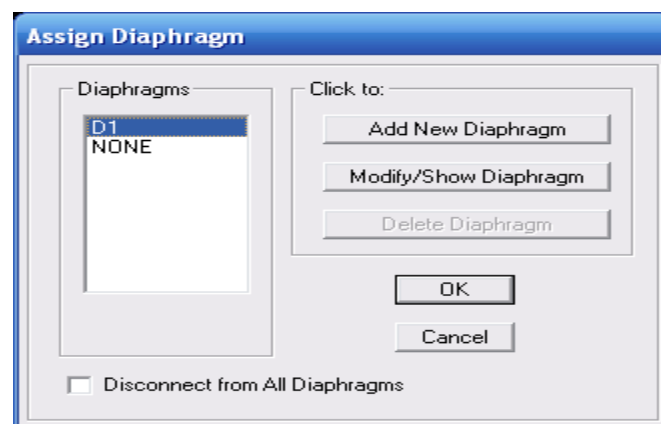 Assign Diaphragm
Diaphragms
D1
NONE
Click to:
Add New Diaphragm
Modify/Show Diaphragm
Delete Diaphragm
OK
Cancel
Disconnect from All Diaphragms